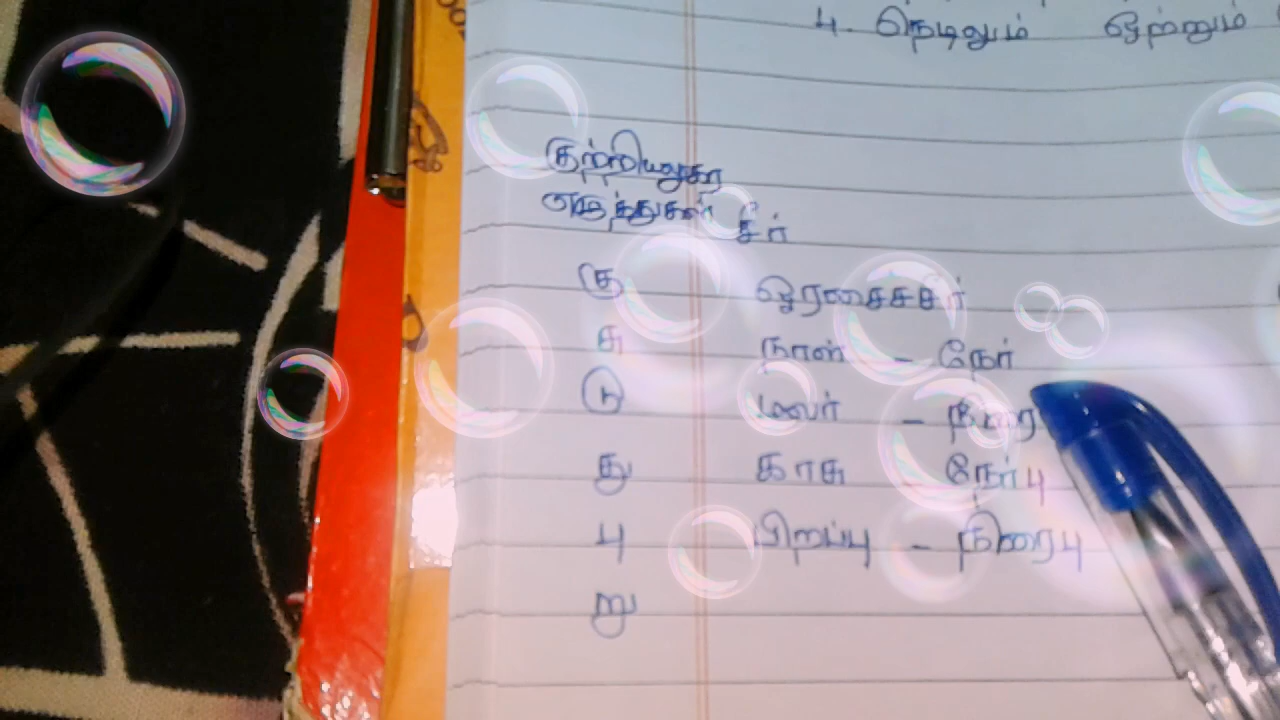 4. நெடிலும் ஒற்றும்
குற்றியலுகர
எழுத்துகள் சீர்
கு ஓரசைச்சீர்
சு நாள் – நேர்
டு மலர் – நிரை
து காசு நேர்பு
பு பிறப்பு – நிரைபு
று